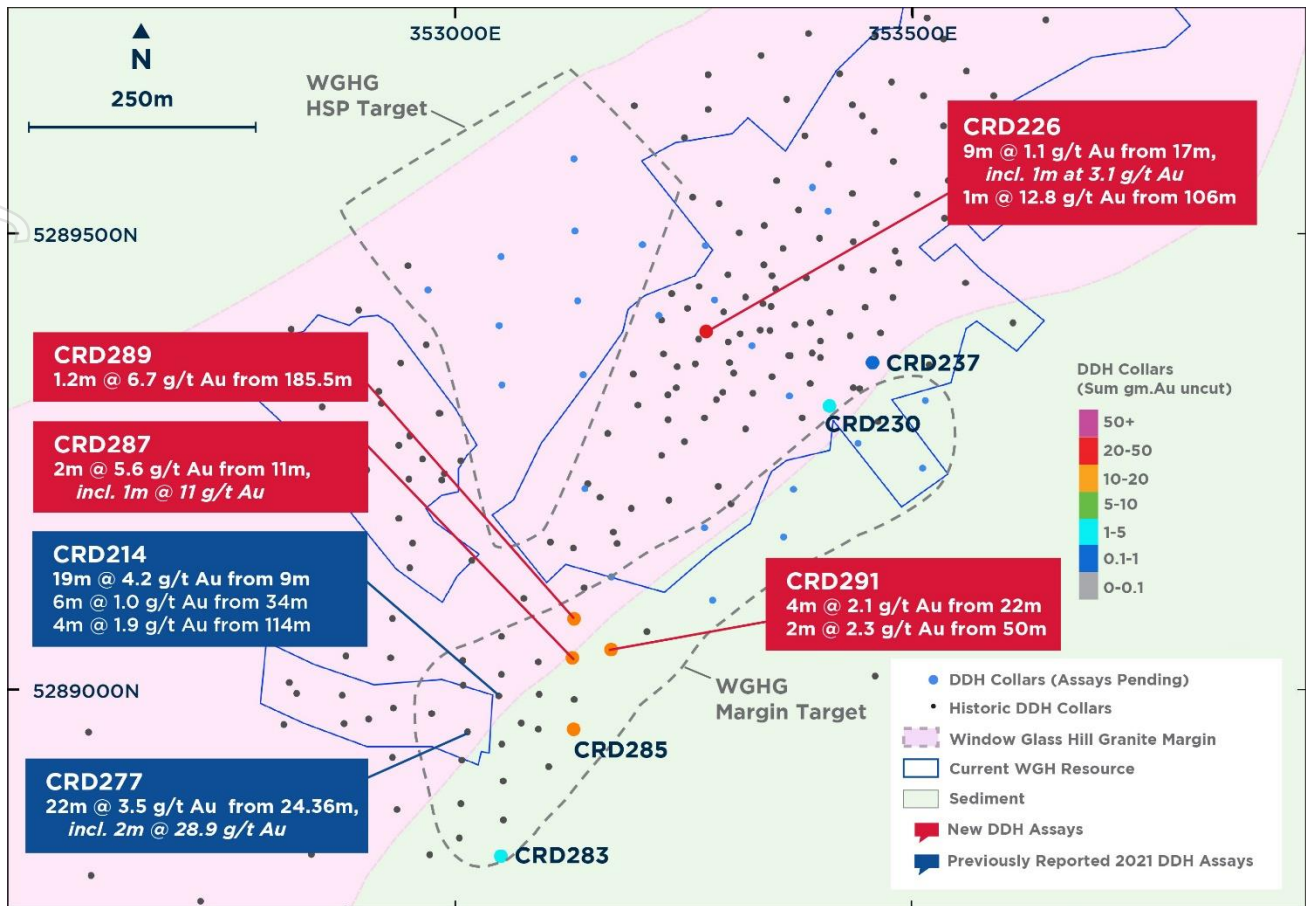 353000E
353500E
N
250m
WGHG
HSP Target
CRD226
9m @ 1.1 g/t Au from 17m,
incl. 1m at 3.1 g/t Au
1m @ 12.8 g/t Au from 106m
5289500N
CRD289
1.2m @ 6.7 g/t Au from 185.5m
CRD237
DDH Collars
(Sum gm.Au uncut)
50+
20-50
10-20
5-10
1-5
0.1-1
0-0.1
CRD230
CRD287
2m @ 5.6 g/t Au from 11m,
incl. 1m @ 11 g/t Au
CRD214
19m @ 4.2 g/t Au from 9m
6m @ 1.0 g/t Au from 34m
4m @ 1.9 g/t Au from 114m
CRD291
4m @ 2.1 g/t Au from 22m
2m @ 2.3 g/t Au from 50m
5289000N
WGHG
Margin Target
CRD285
CRD277
22m @ 3.5 g/t Au from 24.36m,
incl. 2m @ 28.9 g/t Au
CRD283
DDH Collars (Assays Pending)
Historic DDH Collars
Window Glass Hill Granite Margin
Current WGH Resource
Sediment
New DDH Assays
Previously Reported 2021 DDH Assays